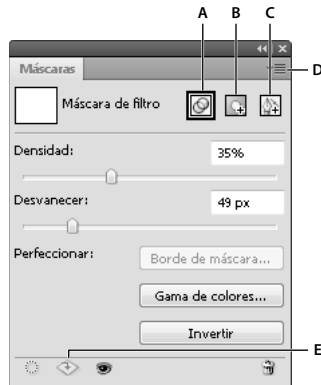 A B C
Máscaras
D
Máscara de filtro
Densidad: 35%
Desvanecer: 49 px
Perfeccionar: Borde de máscara...
Gama de colores...
Invertir
E